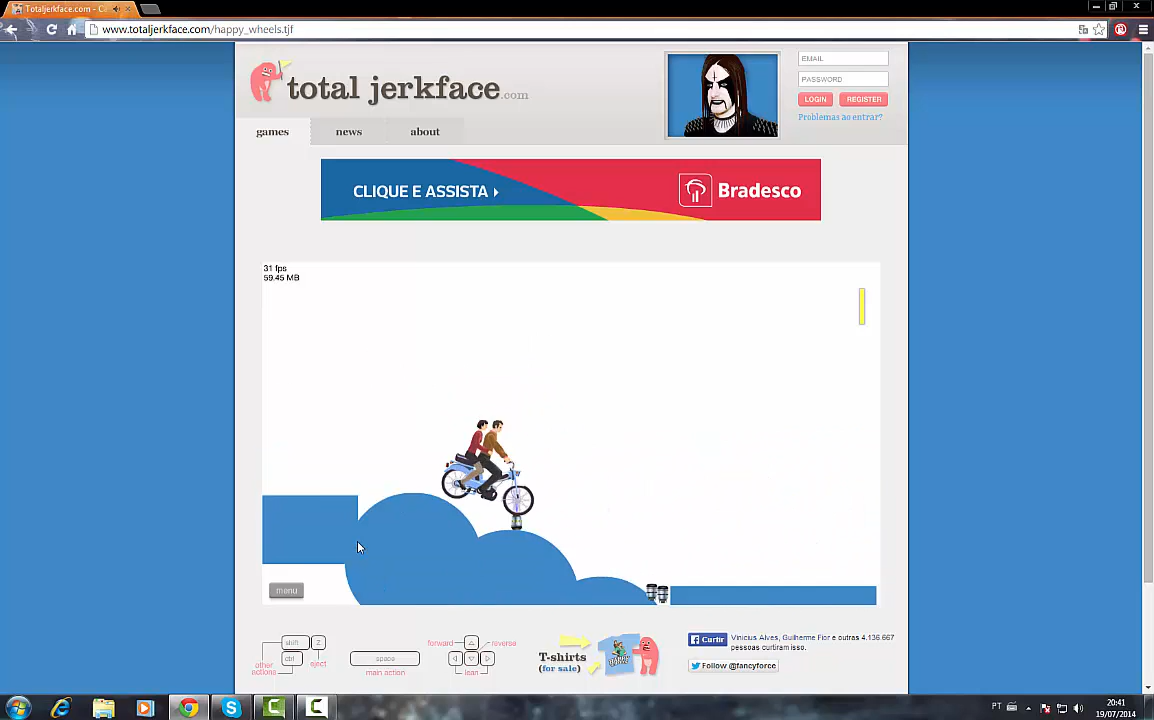 Totaljerkface.com -
www.totaljerkface.com/happy_wheels.tjf
total jerkface.com
EMAIL
PASSWORD
LOGIN REGISTER
Problemas ao entrar?
games news about
CLIQUE E ASSISTA Bradesco
31 fps
59.45 MB
menu
shift Z
ctrl eject
other
actions
space
main action
forward reverse
lean
T-shirts
(for sale)
Curtir Vinicius Alves, Guilherme Fior e outras 4.136.667
pessoas curtiram isso.
Follow @fancyforce
PT 20:41
19/07/2014